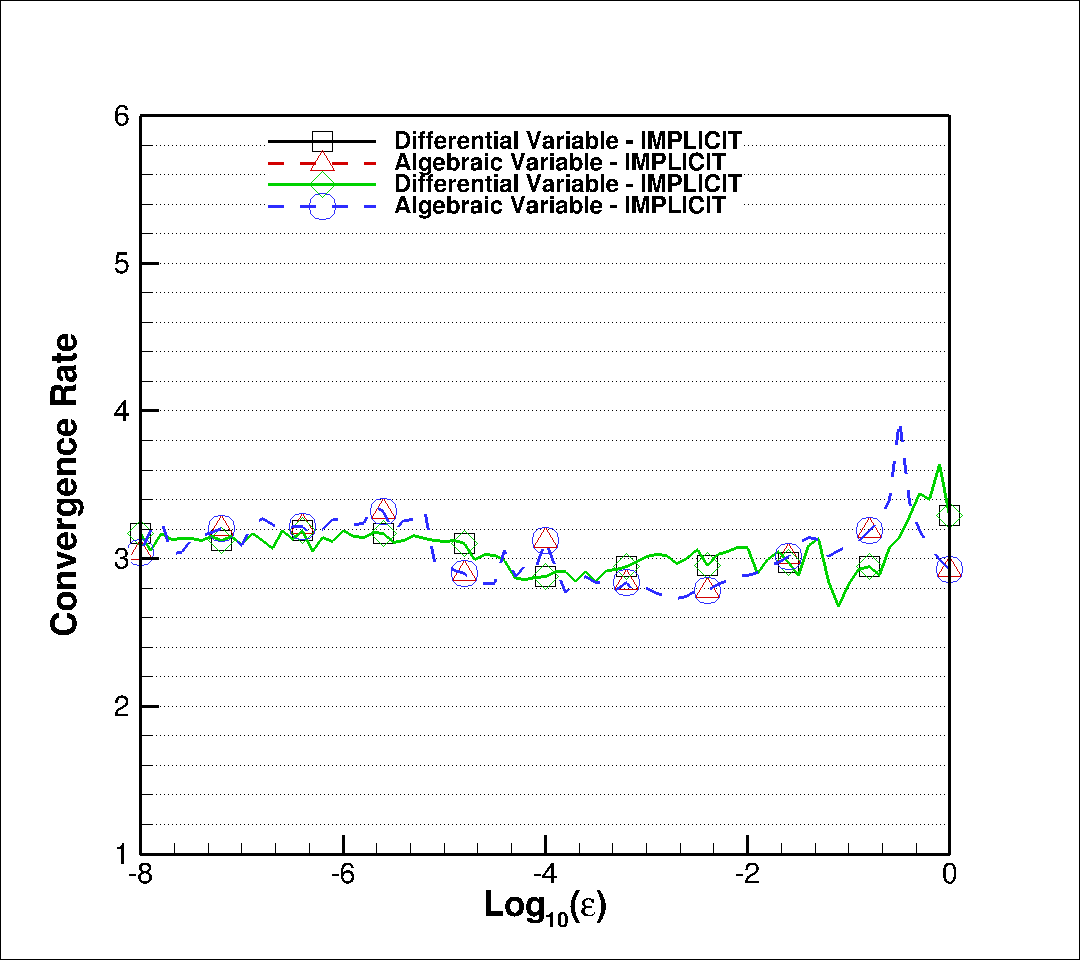 6
Differential Variable - IMPLICIT
Algebraic Variable - IMPLICIT
Differential Variable - IMPLICIT
Algebraic Variable - IMPLICIT
5
4
3
2
1
Convergence Rate
-8 -6 -4 -2 0
Log10(ε)